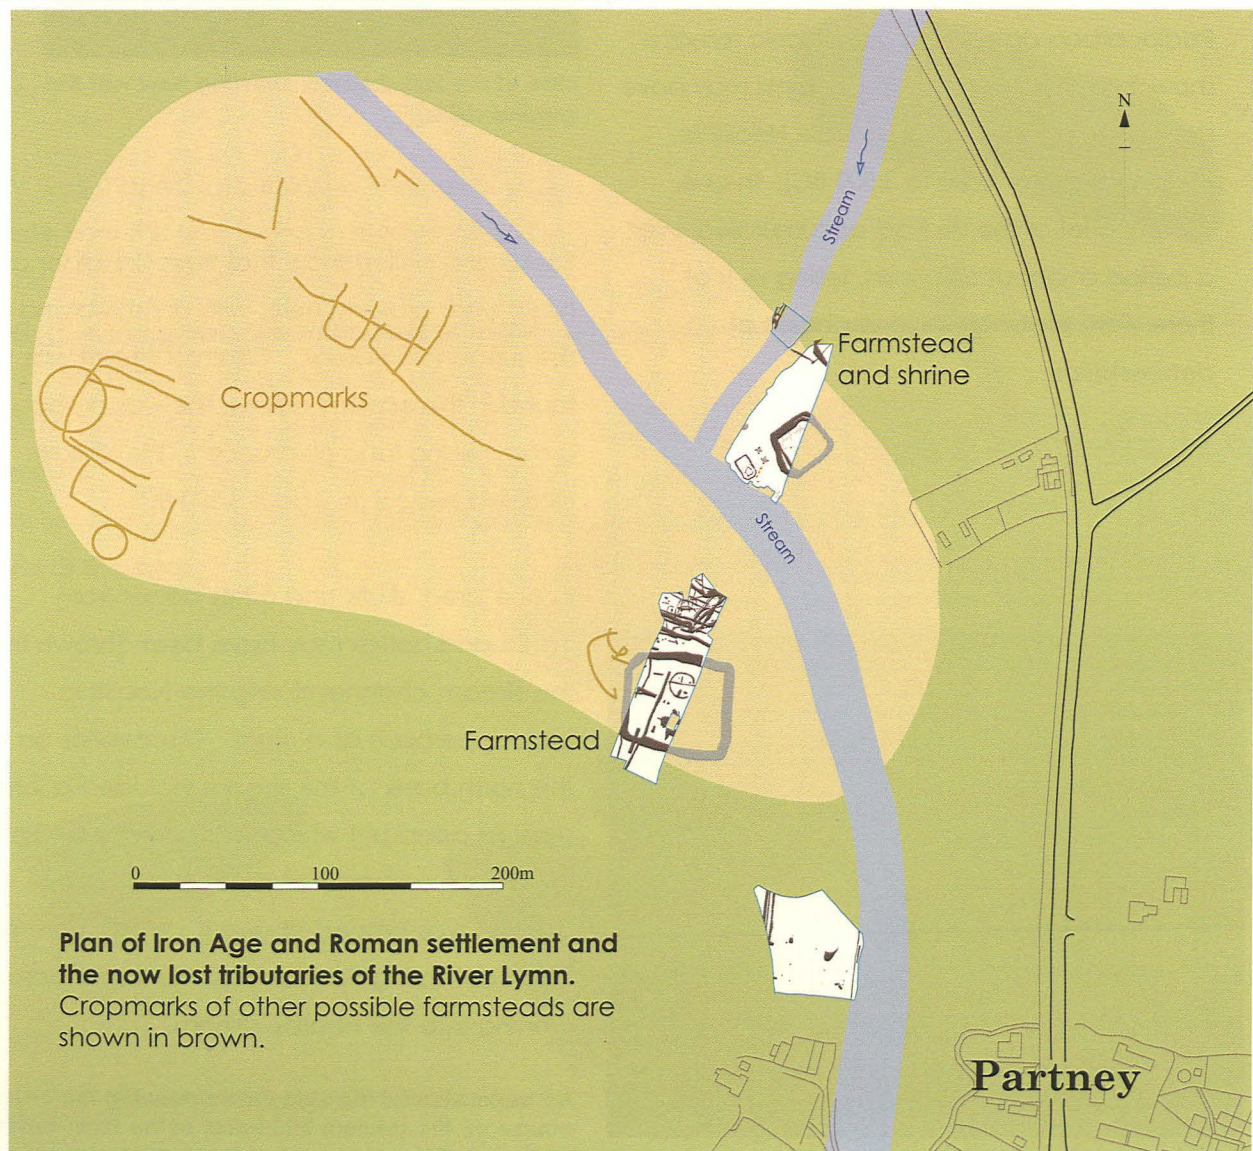 N
Stream
Farmstead
and shrine
Cropmarks
Stream
Farmstead
0 100 200m
Plan of Iron Age and Roman settlement and
the now lost tributaries of the River Lymn.
Cropmarks of other possible farmsteads are
shown in brown.
Partney